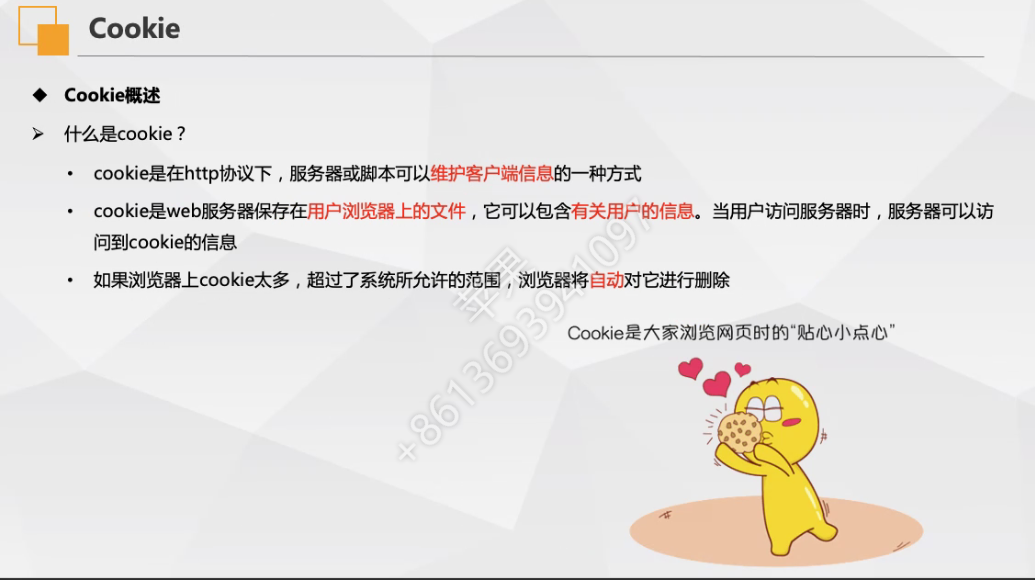 Cookie
Cookie概述
什么是cookie？
cookie是在http协议下，服务器或脚本可以维护客户端信息的一种方式
cookie是web服务器保存在用户浏览器上的文件，它可以包含有关用户的信息。当用户访问服务器时，服务器可以访
问到cookie的信息
如果浏览器上cookie太多，超过了系统所允许的范围，浏览器将自动对它进行删除
苹果
+8613693941097
Cookie是大家浏览网页时的“贴心小点心”